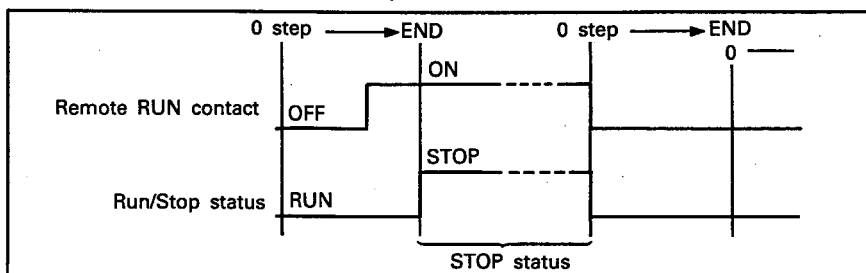 0 step END 0 step END
0
ON
Remote RUN contact OFF
STOP
Run/Stop status RUN
STOP status